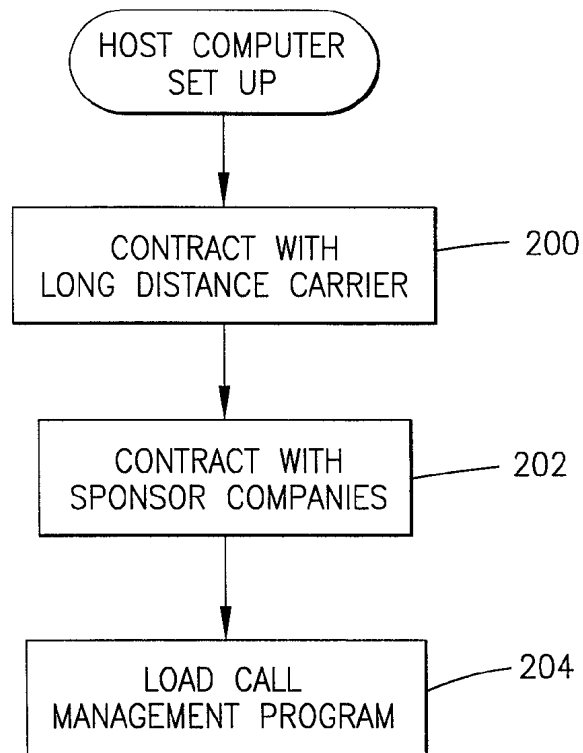 HOST COMPUTER
SET UP
CONTRACT WITH
LONG DISTANCE CARRIER
200
CONTRACT WITH
SPONSOR COMPANIES
202
LOAD CALL
MANAGEMENT PROGRAM
204